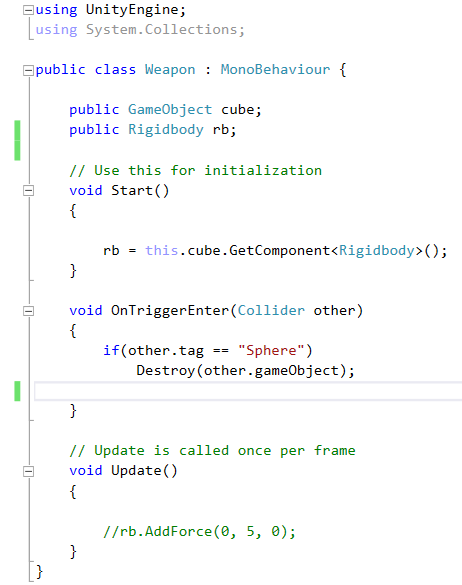 using UnityEngine;
using System.Collections;
public class Weapon : MonoBehaviour {
public GameObject cube;
public Rigidbody rb;
// Use this for initialization
void Start()
{
rb = this.cube.GetComponent<Rigidbody>();
}
void OnTriggerEnter(Collider other)
{
if(other.tag == "Sphere")
Destroy(other.gameObject);
}
// Update is called once per frame
void Update()
{
//rb.AddForce(0, 5, 0);
}
}